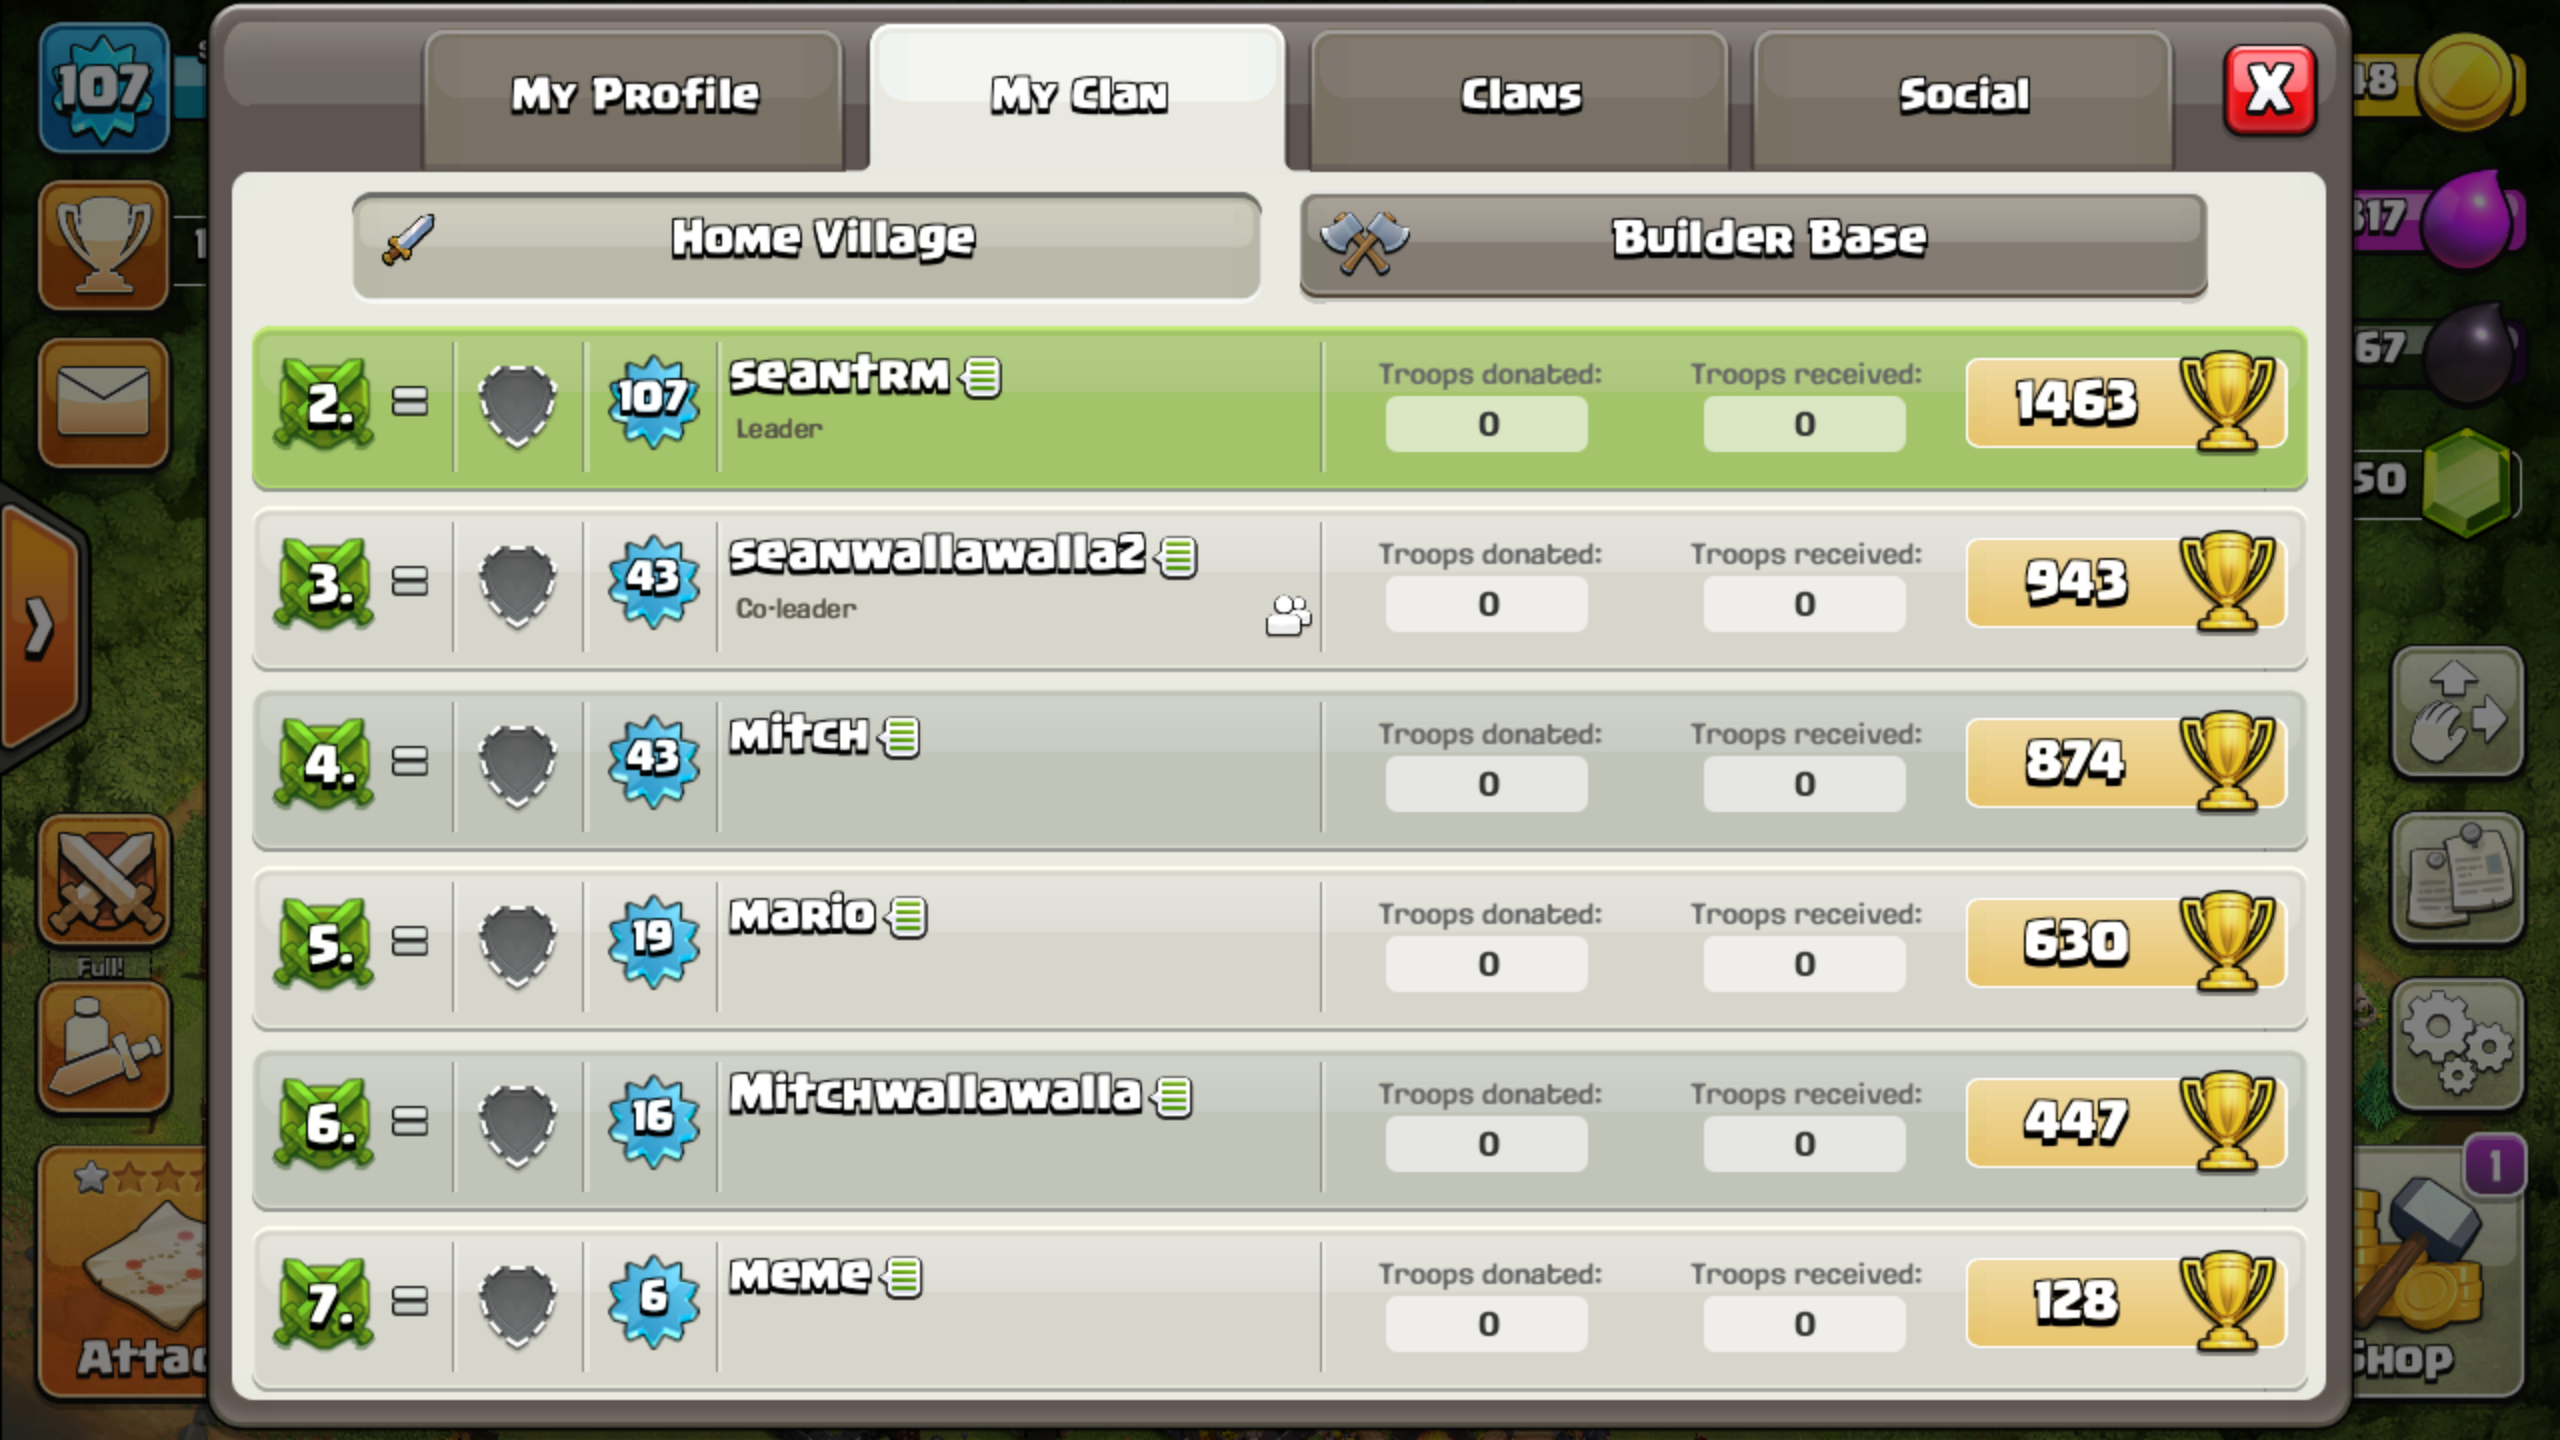 107
My Profile
My Clan
Clans
Social
X
Home Village
Builder Base
2. = 107 seantrm
Leader
Troops donated: 0
Troops received: 0
1463
3. = 43 seanwallawalla2
Co-leader
Troops donated: 0
Troops received: 0
943
4. = 43 mitch
Troops donated: 0
Troops received: 0
874
5. = 19 mario
Troops donated: 0
Troops received: 0
630
6. = 16 Mitchwallawalla
Troops donated: 0
Troops received: 0
447
7. = 6 meme
Troops donated: 0
Troops received: 0
128
Full!
67
50
1